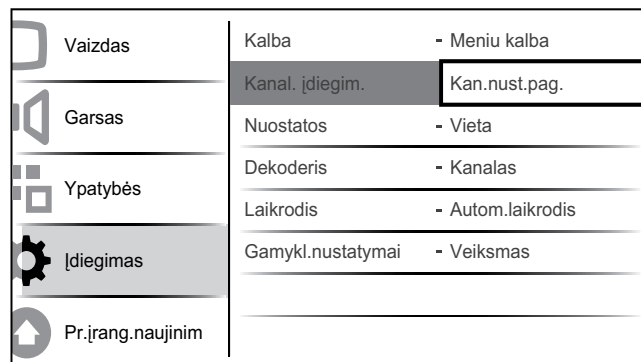 Vaizdas
Garsas
Ypatybės
Įdiegimas
Pr.įrang.naujinim
Kalba - Meniu kalba
Kanal. įdiegim. Kan.nust.pag.
Nuostatos - Vieta
Dekoderis - Kanalas
Laikrodis - Autom.laikrodis
Gamykl.nustatymai - Veiksmas